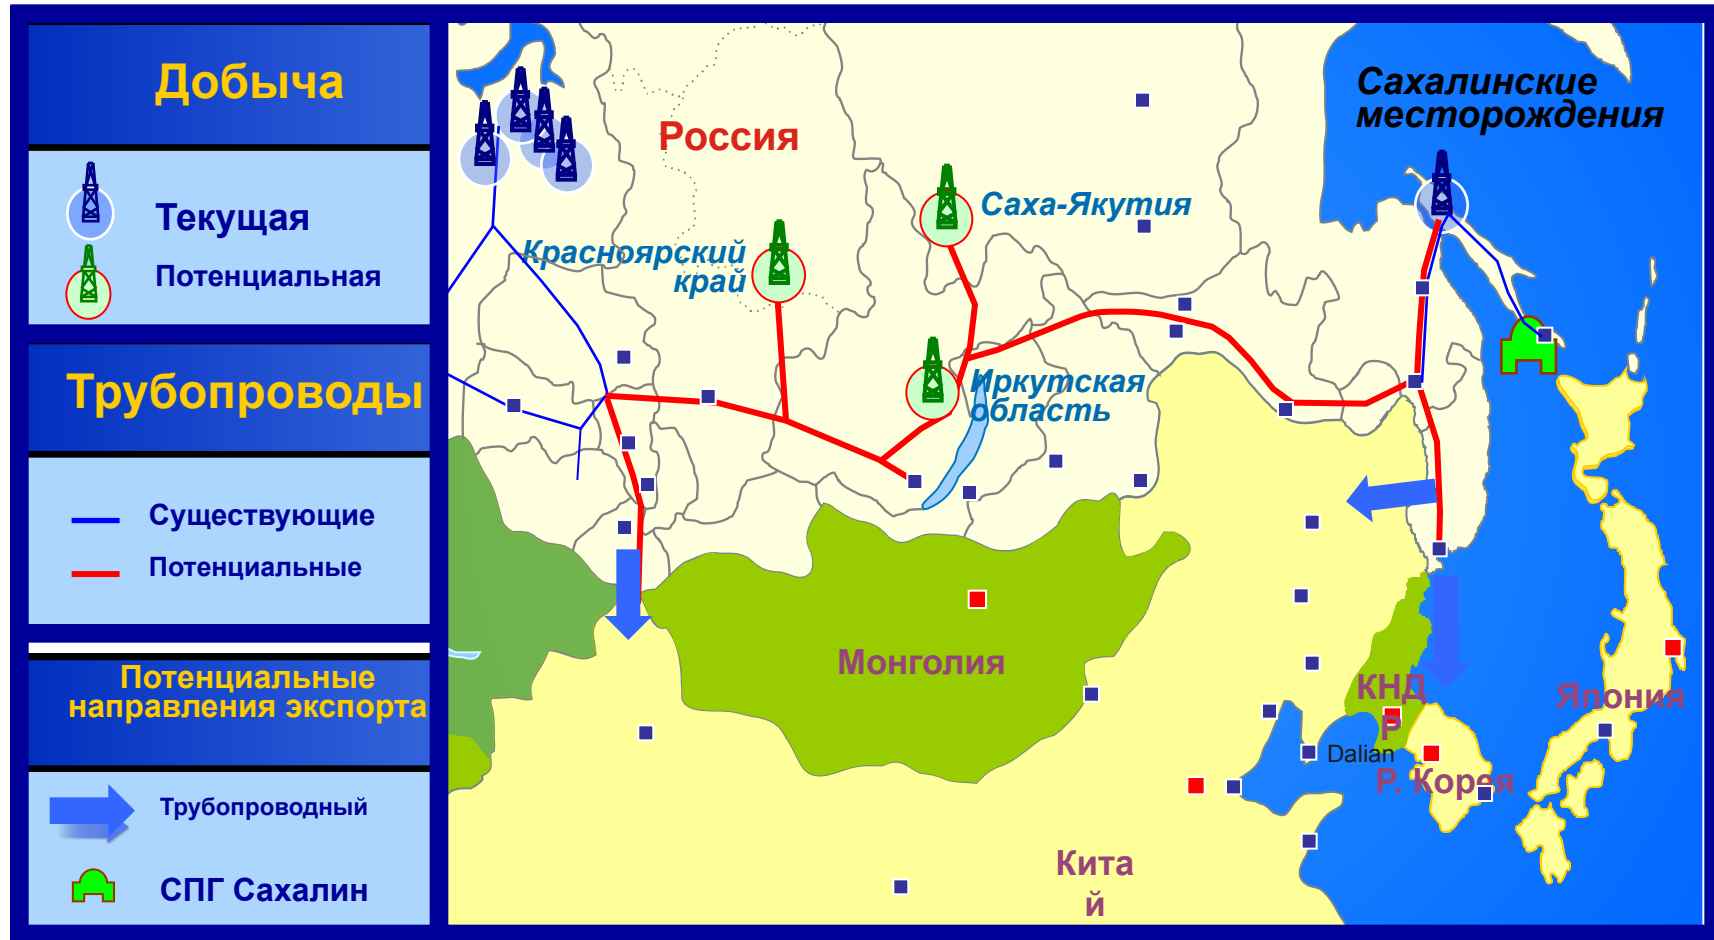 Добыча
Текущая
Потенциальная
Трубопроводы
Существующие
Потенциальные
Потенциальные
направления экспорта
Трубопроводный
СПГ Сахалин
Сахалинские
месторождения
Россия
Саха-Якутия
Красноярский
край
Иркутская
область
Монголия
КНД
Р
Япония
Dalian
Р. Корея
Кита
й